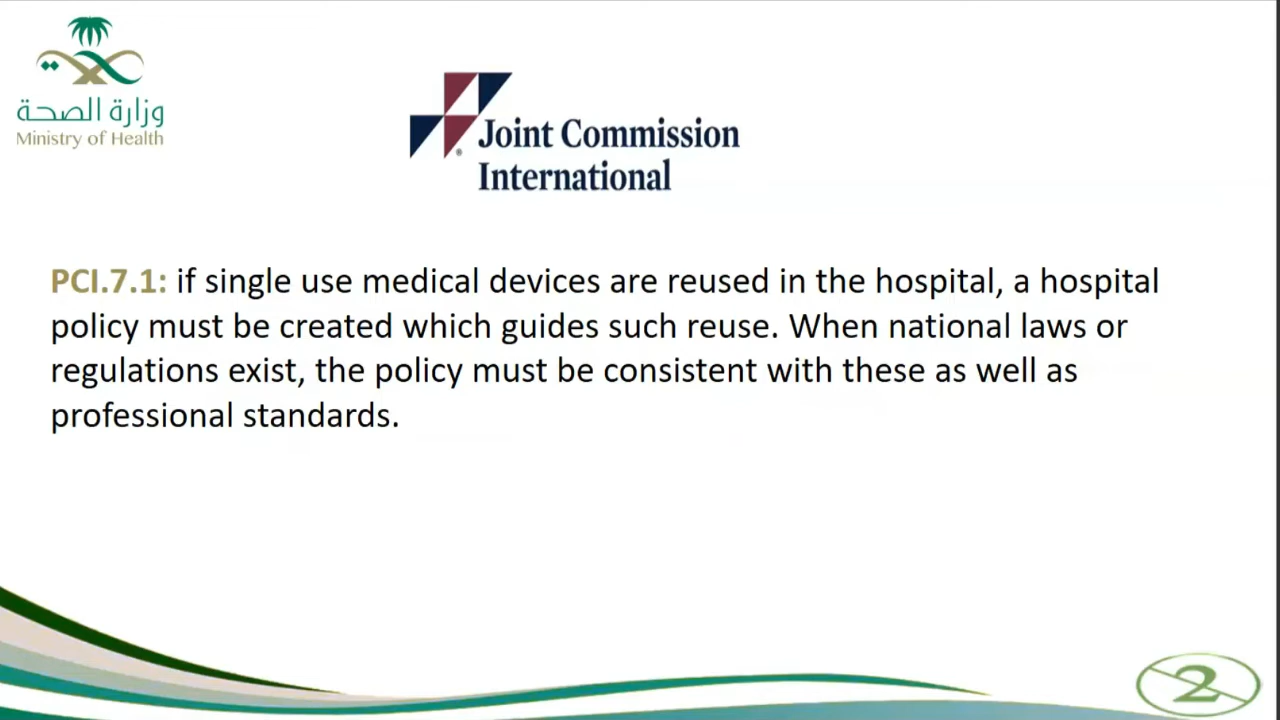 وزارة الصحة
Ministry of Health
Joint Commission
International
PCI.7.1: if single use medical devices are reused in the hospital, a hospital
policy must be created which guides such reuse. When national laws or
regulations exist, the policy must be consistent with these as well as
professional standards.
2